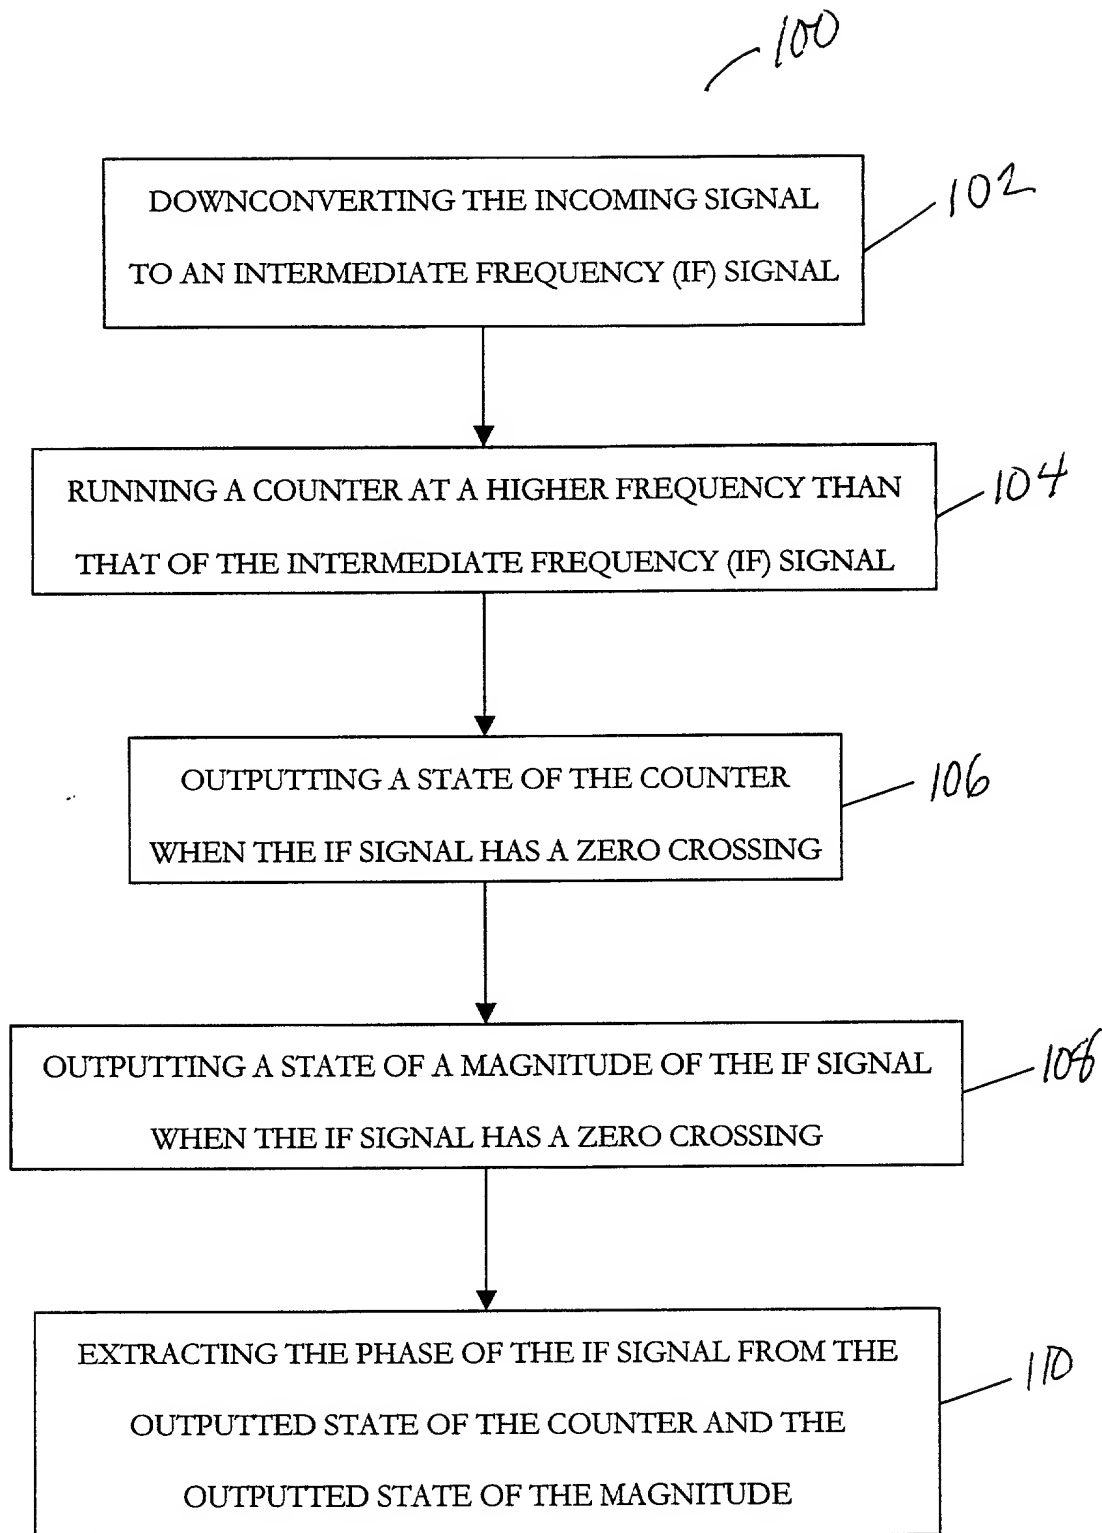 100
DOWNCONVERTING THE INCOMING SIGNAL
TO AN INTERMEDIATE FREQUENCY (IF) SIGNAL
102
RUNNING A COUNTER AT A HIGHER FREQUENCY THAN
THAT OF THE INTERMEDIATE FREQUENCY (IF) SIGNAL
104
OUTPUTTING A STATE OF THE COUNTER
WHEN THE IF SIGNAL HAS A ZERO CROSSING
106
OUTPUTTING A STATE OF A MAGNITUDE OF THE IF SIGNAL
WHEN THE IF SIGNAL HAS A ZERO CROSSING
108
EXTRACTING THE PHASE OF THE IF SIGNAL FROM THE
OUTPUTTED STATE OF THE COUNTER AND THE
OUTPUTTED STATE OF THE MAGNITUDE
110